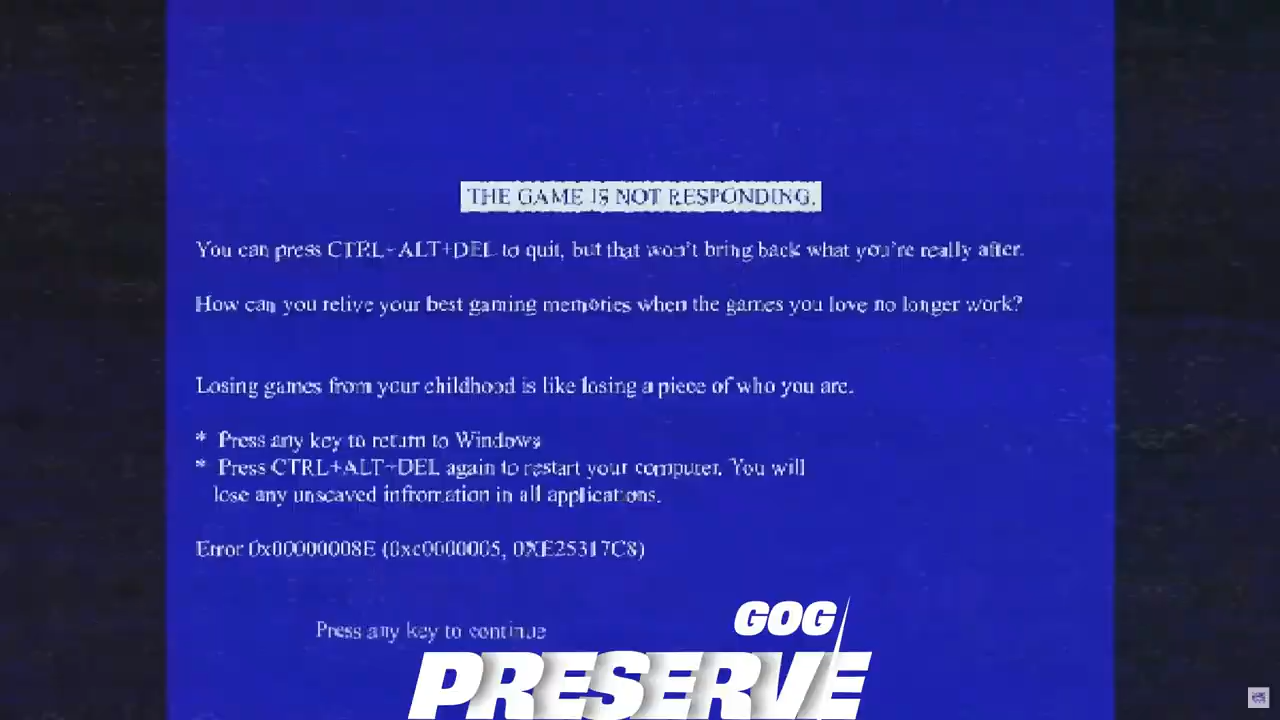 THE GAME IS NOT RESPONDING.
You can press CTRL+ALT+DEL to quit, but that won't bring back what you're really after.
How can you relive your best gaming memories when the games you love no longer work?
Losing games from your childhood is like losing a piece of who you are.
* Press any key to return to Windows
* Press CTRL+ALT+DEL again to restart your computer. You will
lose any unscaved infromation in all applications.
Error 0x00000008E (0xc0000005, 0XE25317C8)
Press any key to continue
GOG
PRESERVE